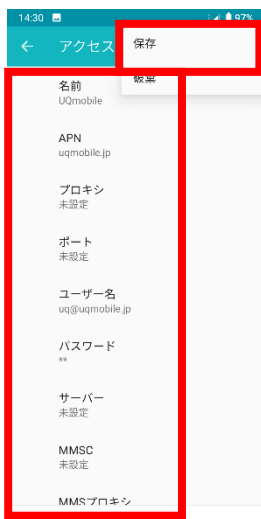 14:30
97%
アクセス
保存
破棄
名前
UQmobile
APN
uqmobile.jp
プロキシ
未設定
ポート
未設定
ユーザー名
uq@uqmobile.jp
パスワード
**
サーバー
未設定
MMSC
未設定
MMSプロキシ